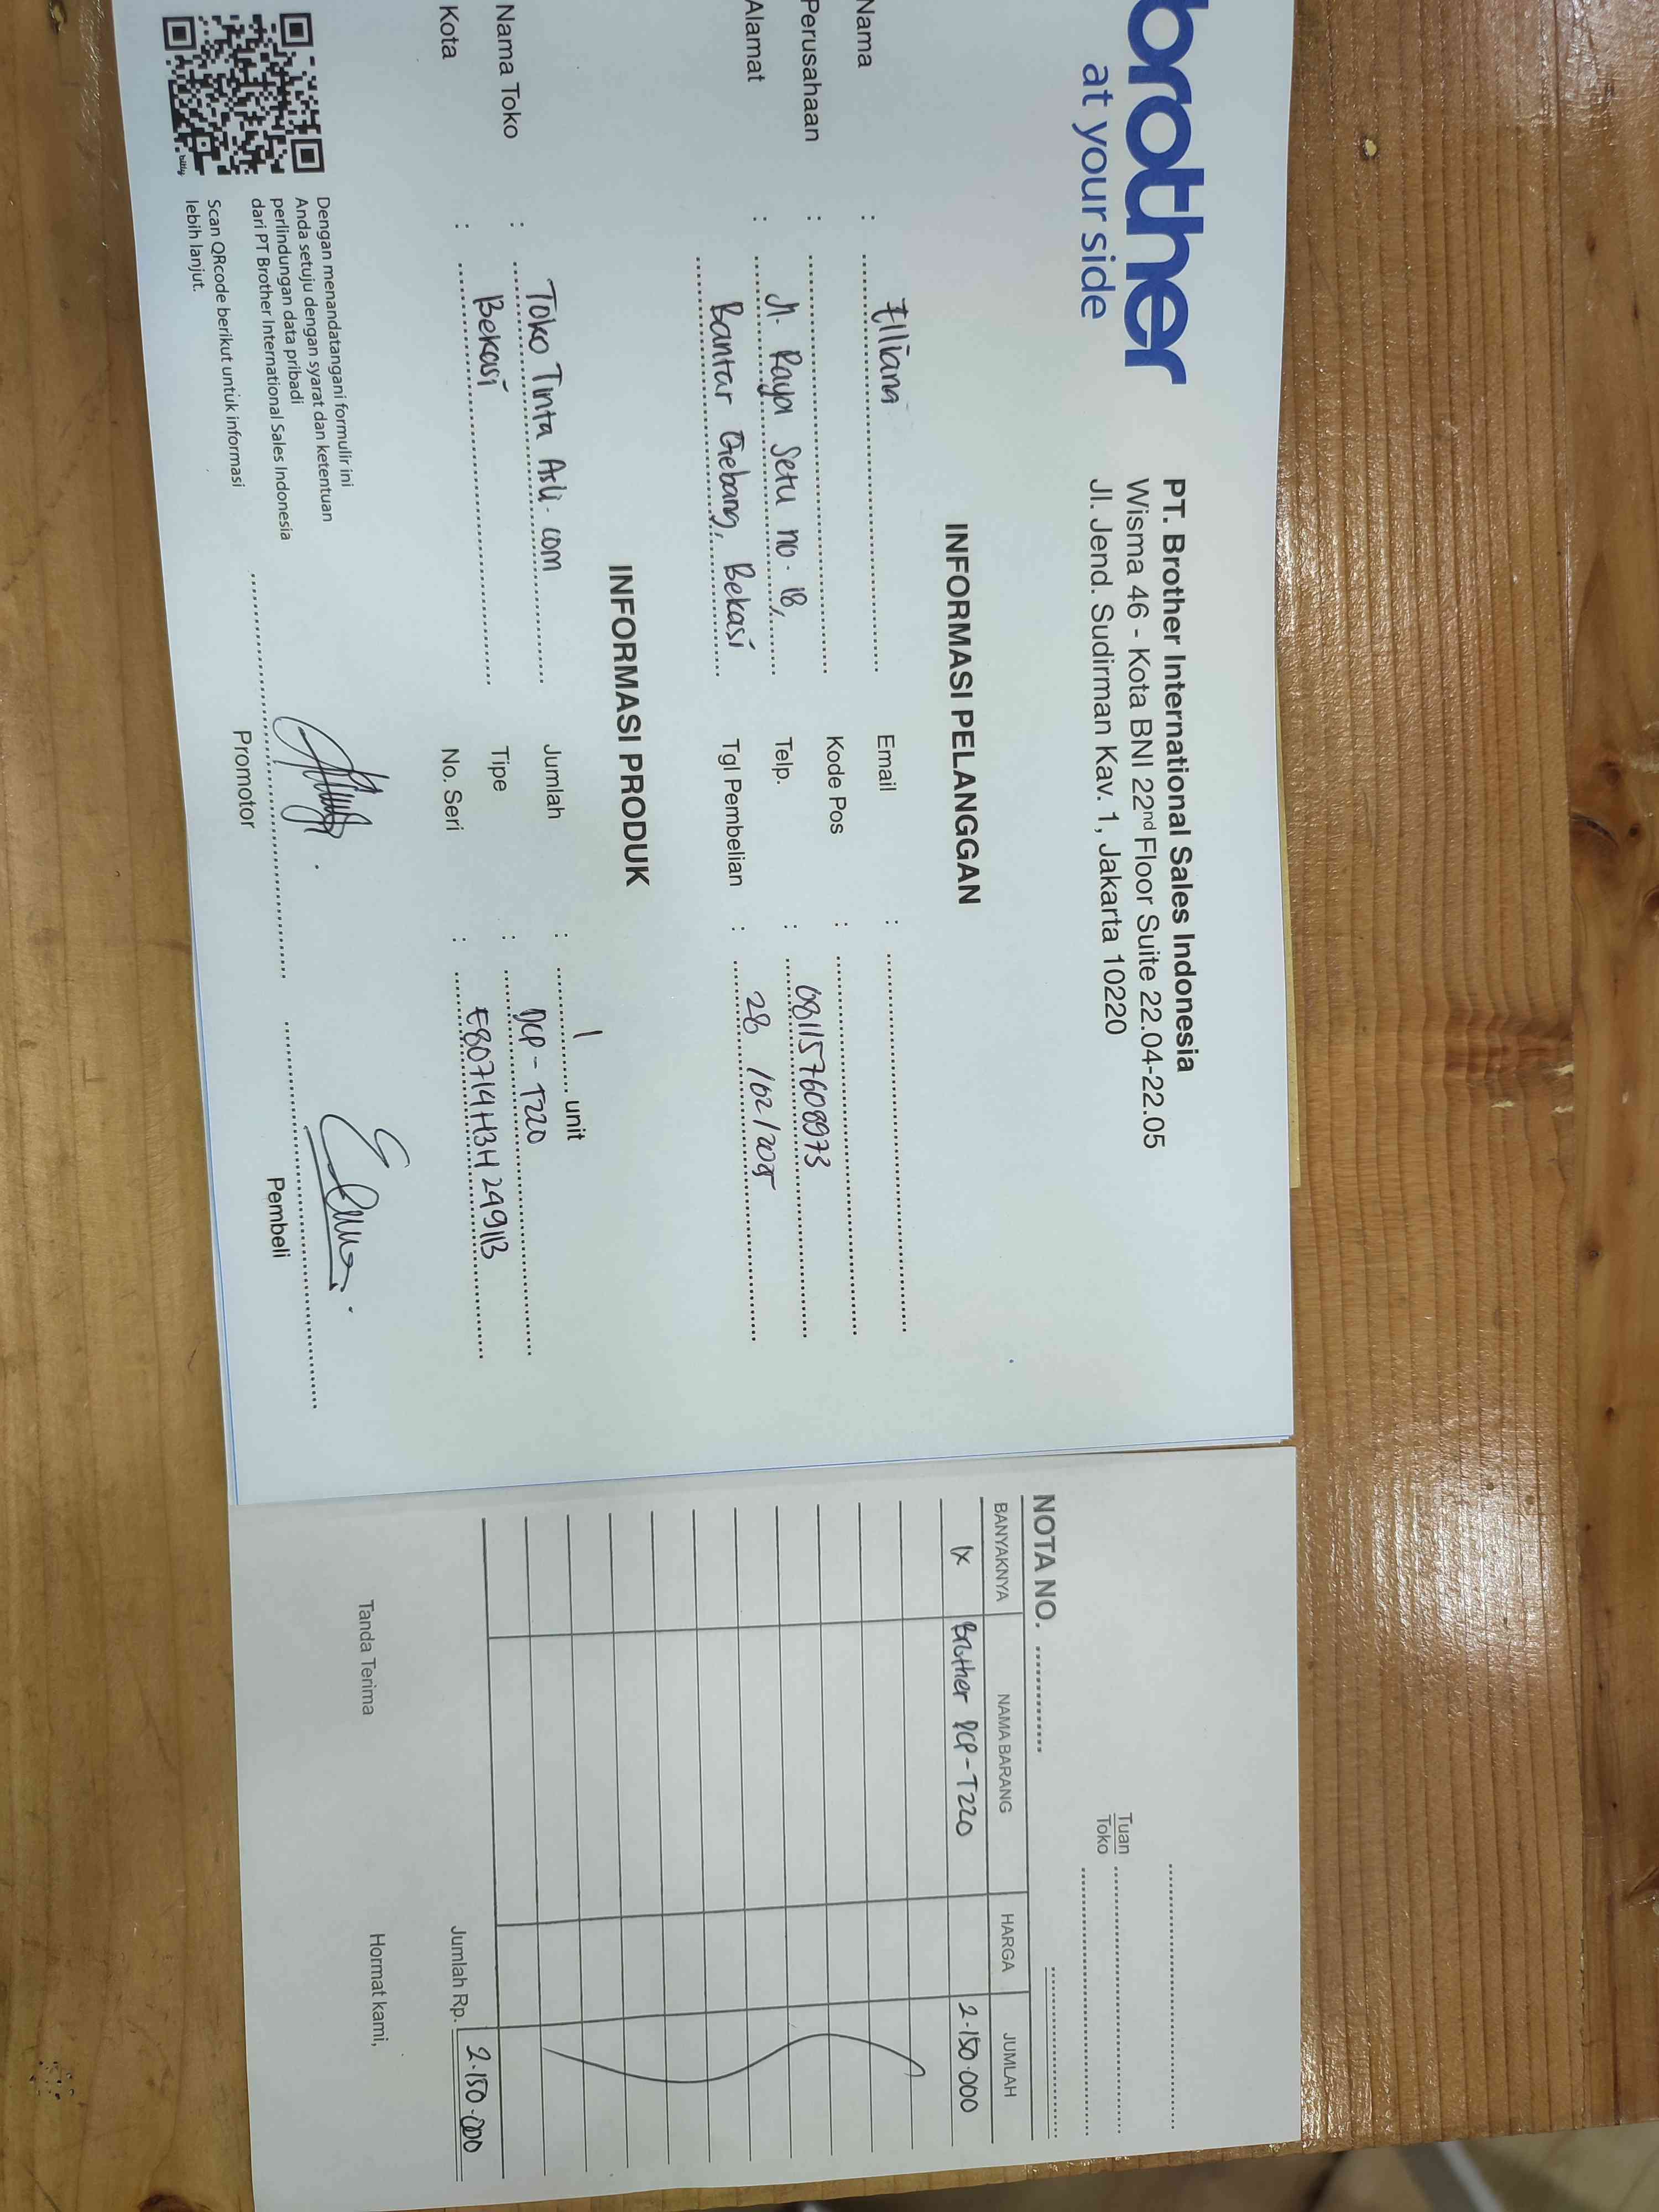 brother
at your side
PT. Brother International Sales Indonesia
Wisma 46 - Kota BNI 22nd Floor Suite 22.04-22.05
Jl. Jend. Sudirman Kav. 1, Jakarta 10220
INFORMASI PELANGGAN
Nama : Elliana
Email :
Perusahaan :
Kode Pos :
Alamat : Jl. Raya Setu no. 18,
Telp. : 081157608973
Bantar Gebang, Bekasi
Tgl Pembelian : 28 /02/2025
INFORMASI PRODUK
Jumlah : 1 unit
Nama Toko : Toko Tinta Asli.com
Tipe : DCP-T220
Kota : Bekasi
No. Seri : E80714H3H249113
Dengan menandatangani formulir ini
Anda setuju dengan syarat dan ketentuan
perlindungan data pribadi
dari PT Brother International Sales Indonesia
Scan QRcode berikut untuk informasi
lebih lanjut.
bitly
Promotor
Pembeli
Tuan
Toko
NOTA NO.
BANYAKNYA NAMA BARANG HARGA JUMLAH
1x Brother DCP-T220 2.150.000
Jumlah Rp. 2.150.000
Tanda Terima Hormat kami,